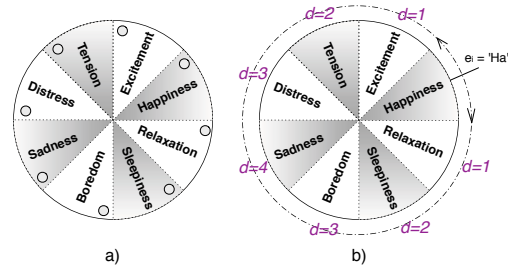 Tension
Excitement
Distress
Happiness
Sadness
Relaxation
Boredom
Sleepiness
a)
d=2
d=1
d=3
eᵢ = 'Ha'
Tension
Excitement
Distress
Happiness
Sadness
Relaxation
d=4
d=1
Boredom
Sleepiness
d=3
d=2
b)